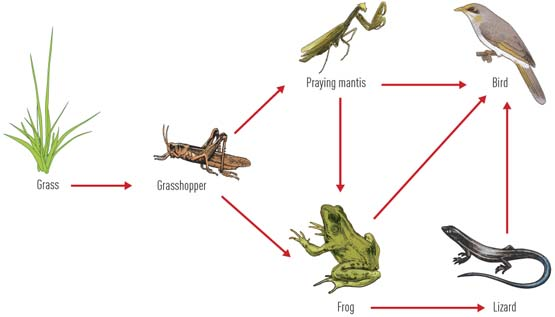 Praying mantis
Bird
Grass
Grasshopper
Frog
Lizard